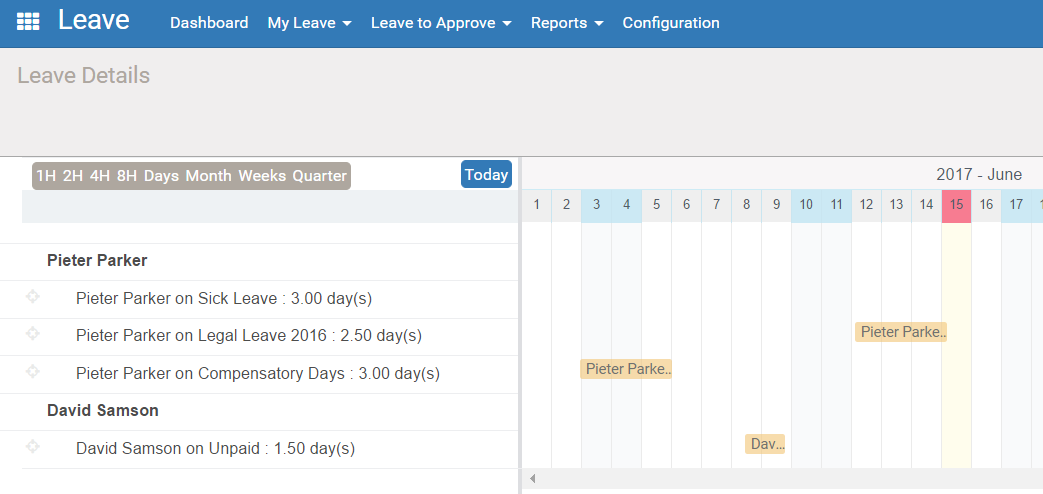 Leave Dashboard My Leave Leave to Approve Reports Configuration
Leave Details
1H 2H 4H 8H Days Month Weeks Quarter Today
2017 - June
1 2 3 4 5 6 7 8 9 10 11 12 13 14 15 16 17
Pieter Parker
Pieter Parker on Sick Leave : 3.00 day(s)
Pieter Parker on Legal Leave 2016 : 2.50 day(s) Pieter Parke..
Pieter Parker on Compensatory Days : 3.00 day(s) Pieter Parke..
David Samson
David Samson on Unpaid : 1.50 day(s) Dav...